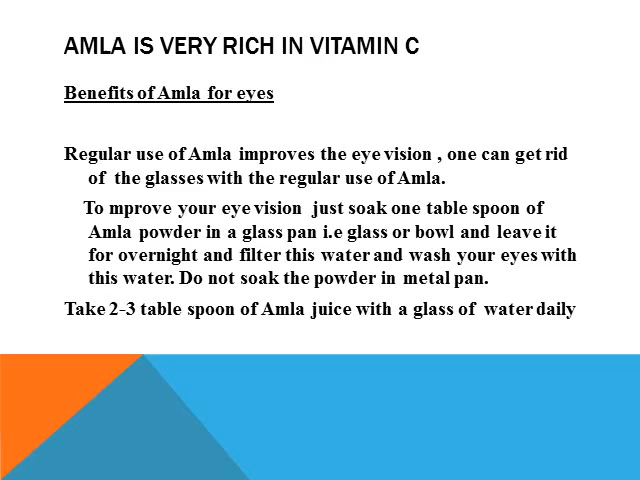 AMLA IS VERY RICH IN VITAMIN C
Benefits of Amla for eyes
Regular use of Amla improves the eye vision , one can get rid
of the glasses with the regular use of Amla.
To mprove your eye vision just soak one table spoon of
Amla powder in a glass pan i.e glass or bowl and leave it
for overnight and filter this water and wash your eyes with
this water. Do not soak the powder in metal pan.
Take 2-3 table spoon of Amla juice with a glass of water daily